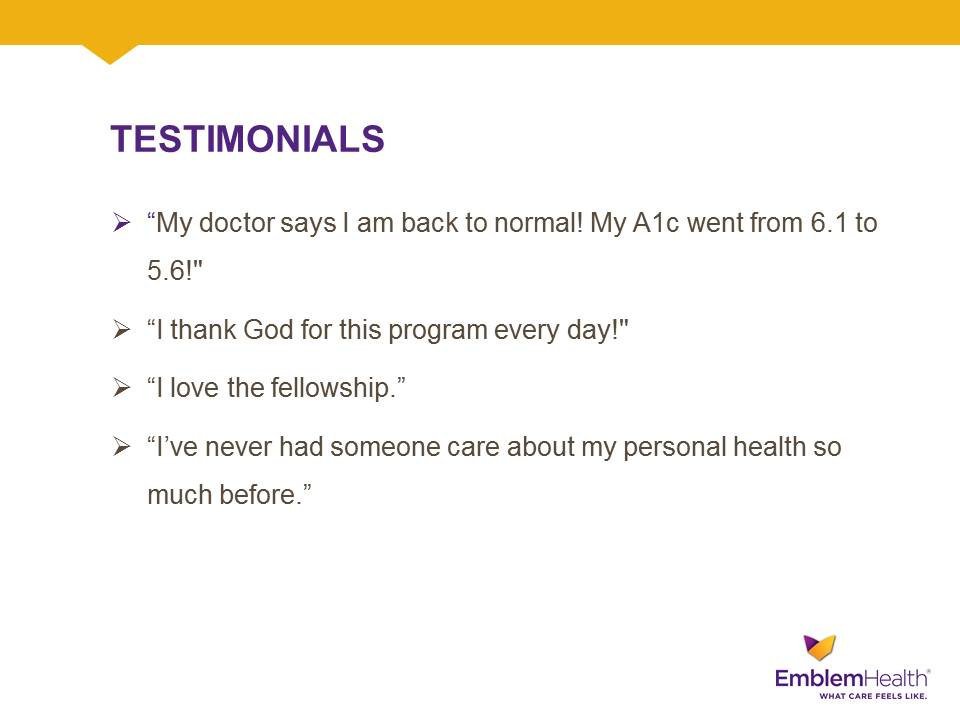 TESTIMONIALS
“My doctor says I am back to normal! My A1c went from 6.1 to
5.6!"
“I thank God for this program every day!"
“I love the fellowship.”
“I’ve never had someone care about my personal health so
much before.”
EmblemHealth®
WHAT CARE FEELS LIKE.